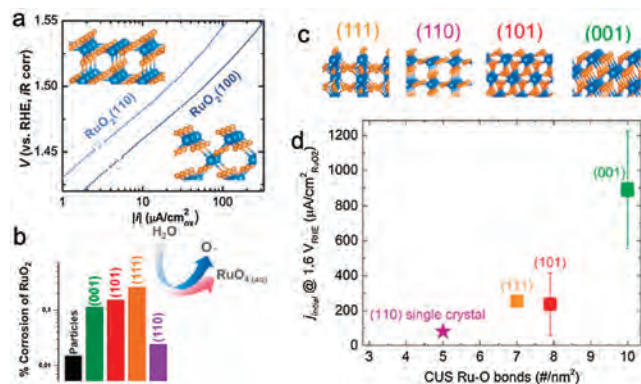 a
V (vs. RHE, iR corr)
1.55
1.50
1.45
RuO2(110)
RuO2(100)
1
10
100
|i| (μA/cm²ox)
b
% Corrosion of RuO2
0,1
0,01
Particles
(001)
(101)
(111)
(110)
H2O
O-
RuO4 (aq)
c
(111) (110) (101) (001)
d
jinitial @ 1,6 VRHE (μA/cm²RuO2)
1200
1000
800
600
400
200
0
(001)
(101)
(111)
(110) single crystal
3 4 5 6 7 8 9 10
CUS Ru-O bonds (#/nm²)